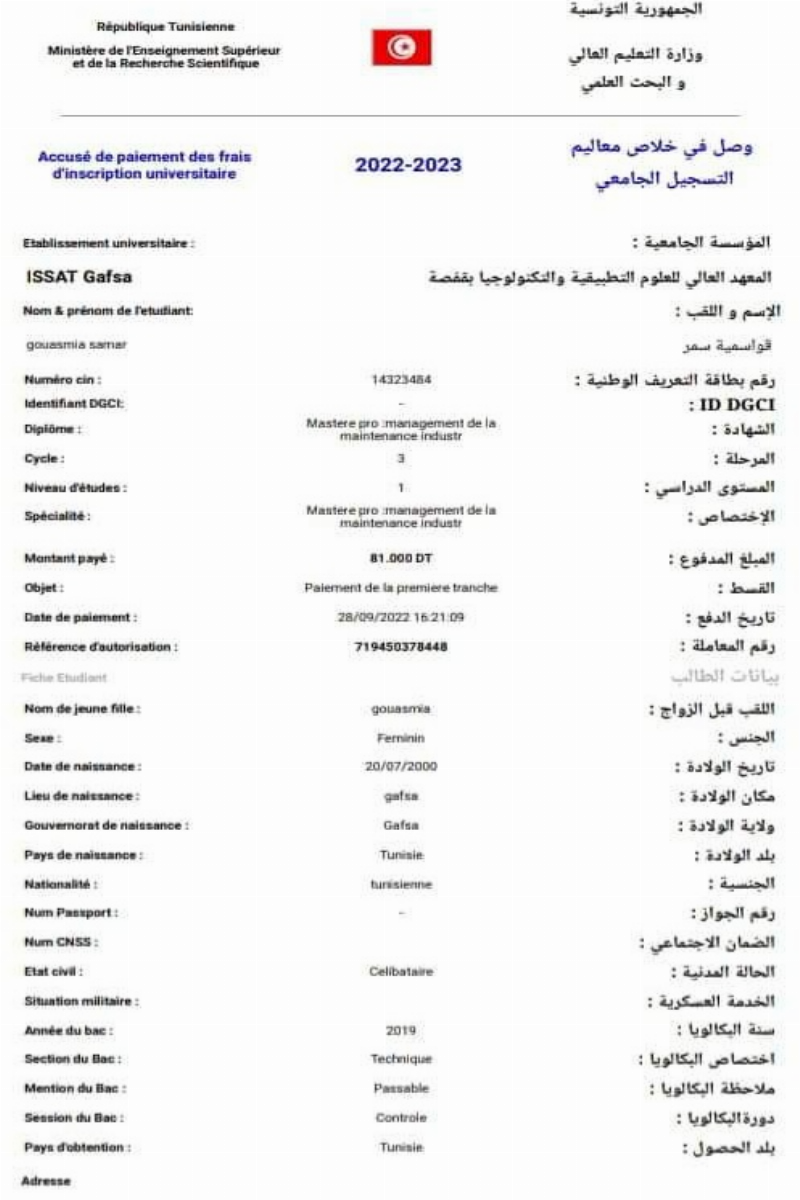 République Tunisienne
الجمهورية التونسية
Ministère de l'Enseignement Supérieur
et de la Recherche Scientifique
وزارة التعليم العالي
و البحث العلمي
Accusé de paiement des frais
d'inscription universitaire
2022-2023
وصل في خلاص معاليم
التسجيل الجامعي
Etablissement universitaire : المؤسسة الجامعية :
ISSAT Gafsa المعهد العالي للعلوم التطبيقية والتكنولوجيا بقفصة
Nom & prénom de l'etudiant: الإسم و اللقب :
gouasmia samar قواسمية سمر
Numéro cin : 14323484 رقم بطاقة التعريف الوطنية :
Identifiant DGCI: - ID DGCI :
Diplôme : Mastere pro :management de la
maintenance industr الشهادة :
Cycle : 3 المرحلة :
Niveau d'études : 1 المستوى الدراسي :
Spécialité : Mastere pro :management de la
maintenance industr الإختصاص :
Montant payé : 81.000 DT المبلغ المدفوع :
Objet : Paiement de la premiere tranche القسط :
Date de paiement : 28/09/2022 16:21:09 تاريخ الدفع :
Référence d'autorisation : 719450378448 رقم المعاملة :
Fiche Etudiant بيانات الطالب
Nom de jeune fille : gouasmia اللقب قبل الزواج :
Sexe : Feminin الجنس :
Date de naissance : 20/07/2000 تاريخ الولادة :
Lieu de naissance : gafsa مكان الولادة :
Gouvernorat de naissance : Gafsa ولاية الولادة :
Pays de naissance : Tunisie بلد الولادة :
Nationalité : tunisienne الجنسية :
Num Passport : - رقم الجواز :
Num CNSS : الضمان الاجتماعي :
Etat civil : Celibataire الحالة المدنية :
Situation militaire : الخدمة العسكرية :
Année du bac : 2019 سنة البكالويا :
Section du Bac : Technique اختصاص البكالويا :
Mention du Bac : Passable ملاحظة البكالويا :
Session du Bac : Controle دورةالبكالويا :
Pays d'obtention : Tunisie بلد الحصول :
Adresse